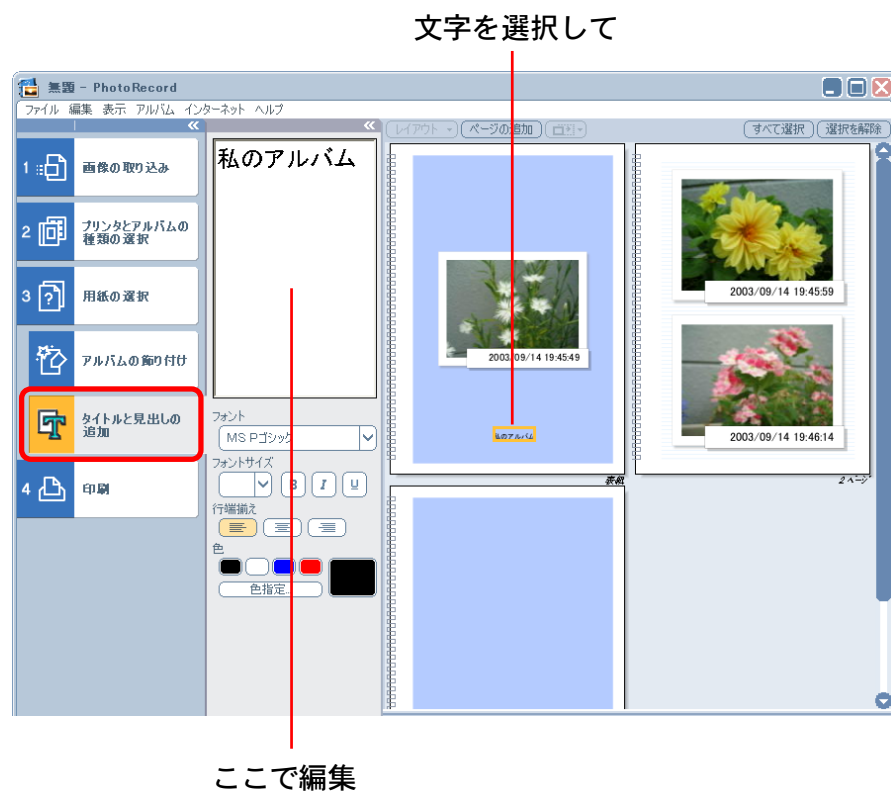 文字を選択して
無題 - PhotoRecord
ファイル 編集 表示 アルバム インターネット ヘルプ
レイアウト ページの追加 すべて選択 選択を解除
1 画像の取り込み
2 プリンタとアルバムの
種類の選択
3 用紙の選択
アルバムの飾り付け
タイトルと見出しの
追加
4 印刷
私のアルバム
フォント
MS Pゴシック
フォントサイズ
B I U
行端揃え
色
色指定...
2003/09/14 19:45:49
私のアルバム
表紙
2003/09/14 19:45:59
2003/09/14 19:46:14
2 ページ
ここで編集